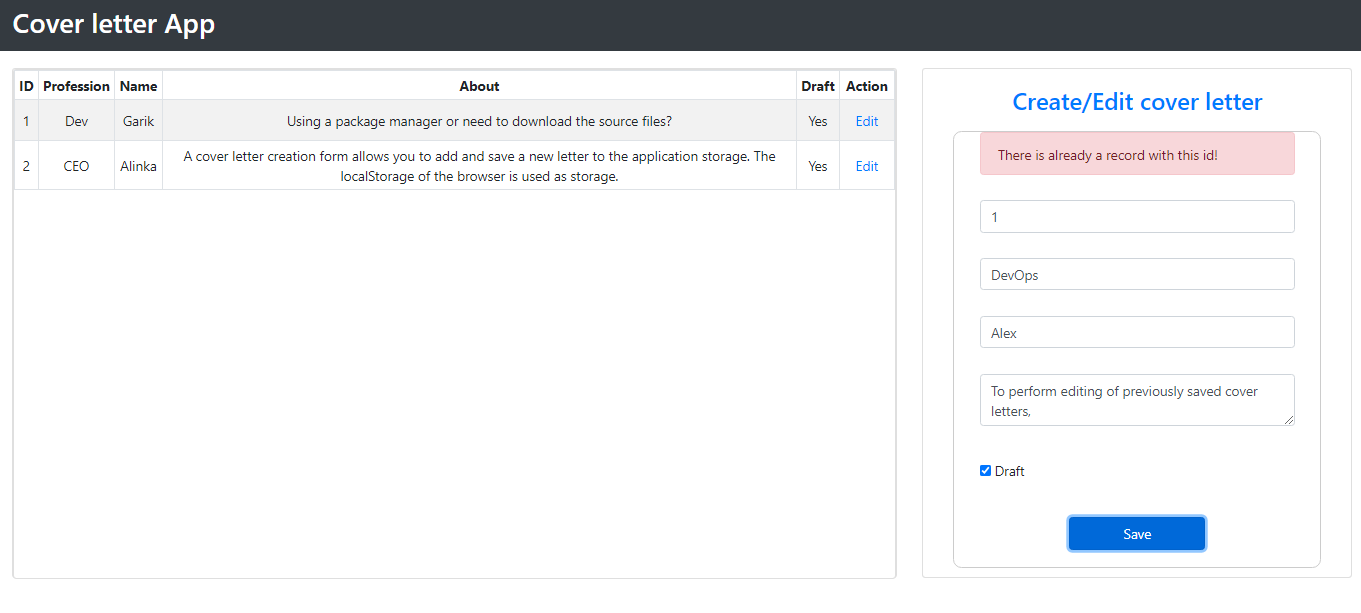 Cover letter App
ID Profession Name About Draft Action
1 Dev Garik Using a package manager or need to download the source files? Yes Edit
2 CEO Alinka A cover letter creation form allows you to add and save a new letter to the application storage. The
localStorage of the browser is used as storage. Yes Edit
Create/Edit cover letter
There is already a record with this id!
1
DevOps
Alex
To perform editing of previously saved cover
letters,
Draft
Save